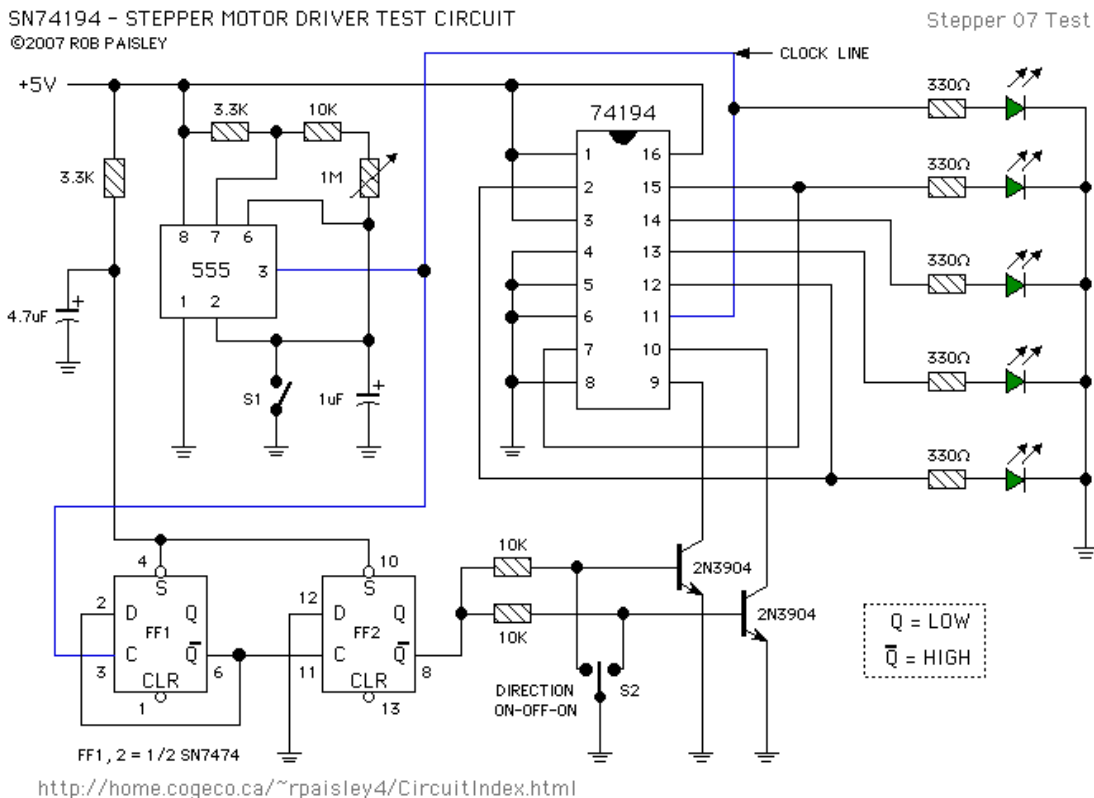 SN74194 - STEPPER MOTOR DRIVER TEST CIRCUIT
Stepper 07 Test
©2007 ROB PAISLEY
CLOCK LINE
+5V
330Ω
3.3K
10K
74194
3.3K
1M
1
16
330Ω
2
15
3
14
8
7
6
4
13
330Ω
555
3
5
12
1
2
6
11
4.7uF
+
7
10
330Ω
8
9
S1
1uF
+
330Ω
4
10
10K
S
S
2N3904
2
D
Q
12
D
Q
2N3904
FF1
FF2
10K
Q = LOW
C
Q̅
6
C
Q̅
Q̅ = HIGH
3
11
8
CLR
CLR
DIRECTION
S2
1
13
ON-OFF-ON
FF1, 2 = 1/2 SN7474
http://home.cogeco.ca/~rpaisley4/CircuitIndex.html